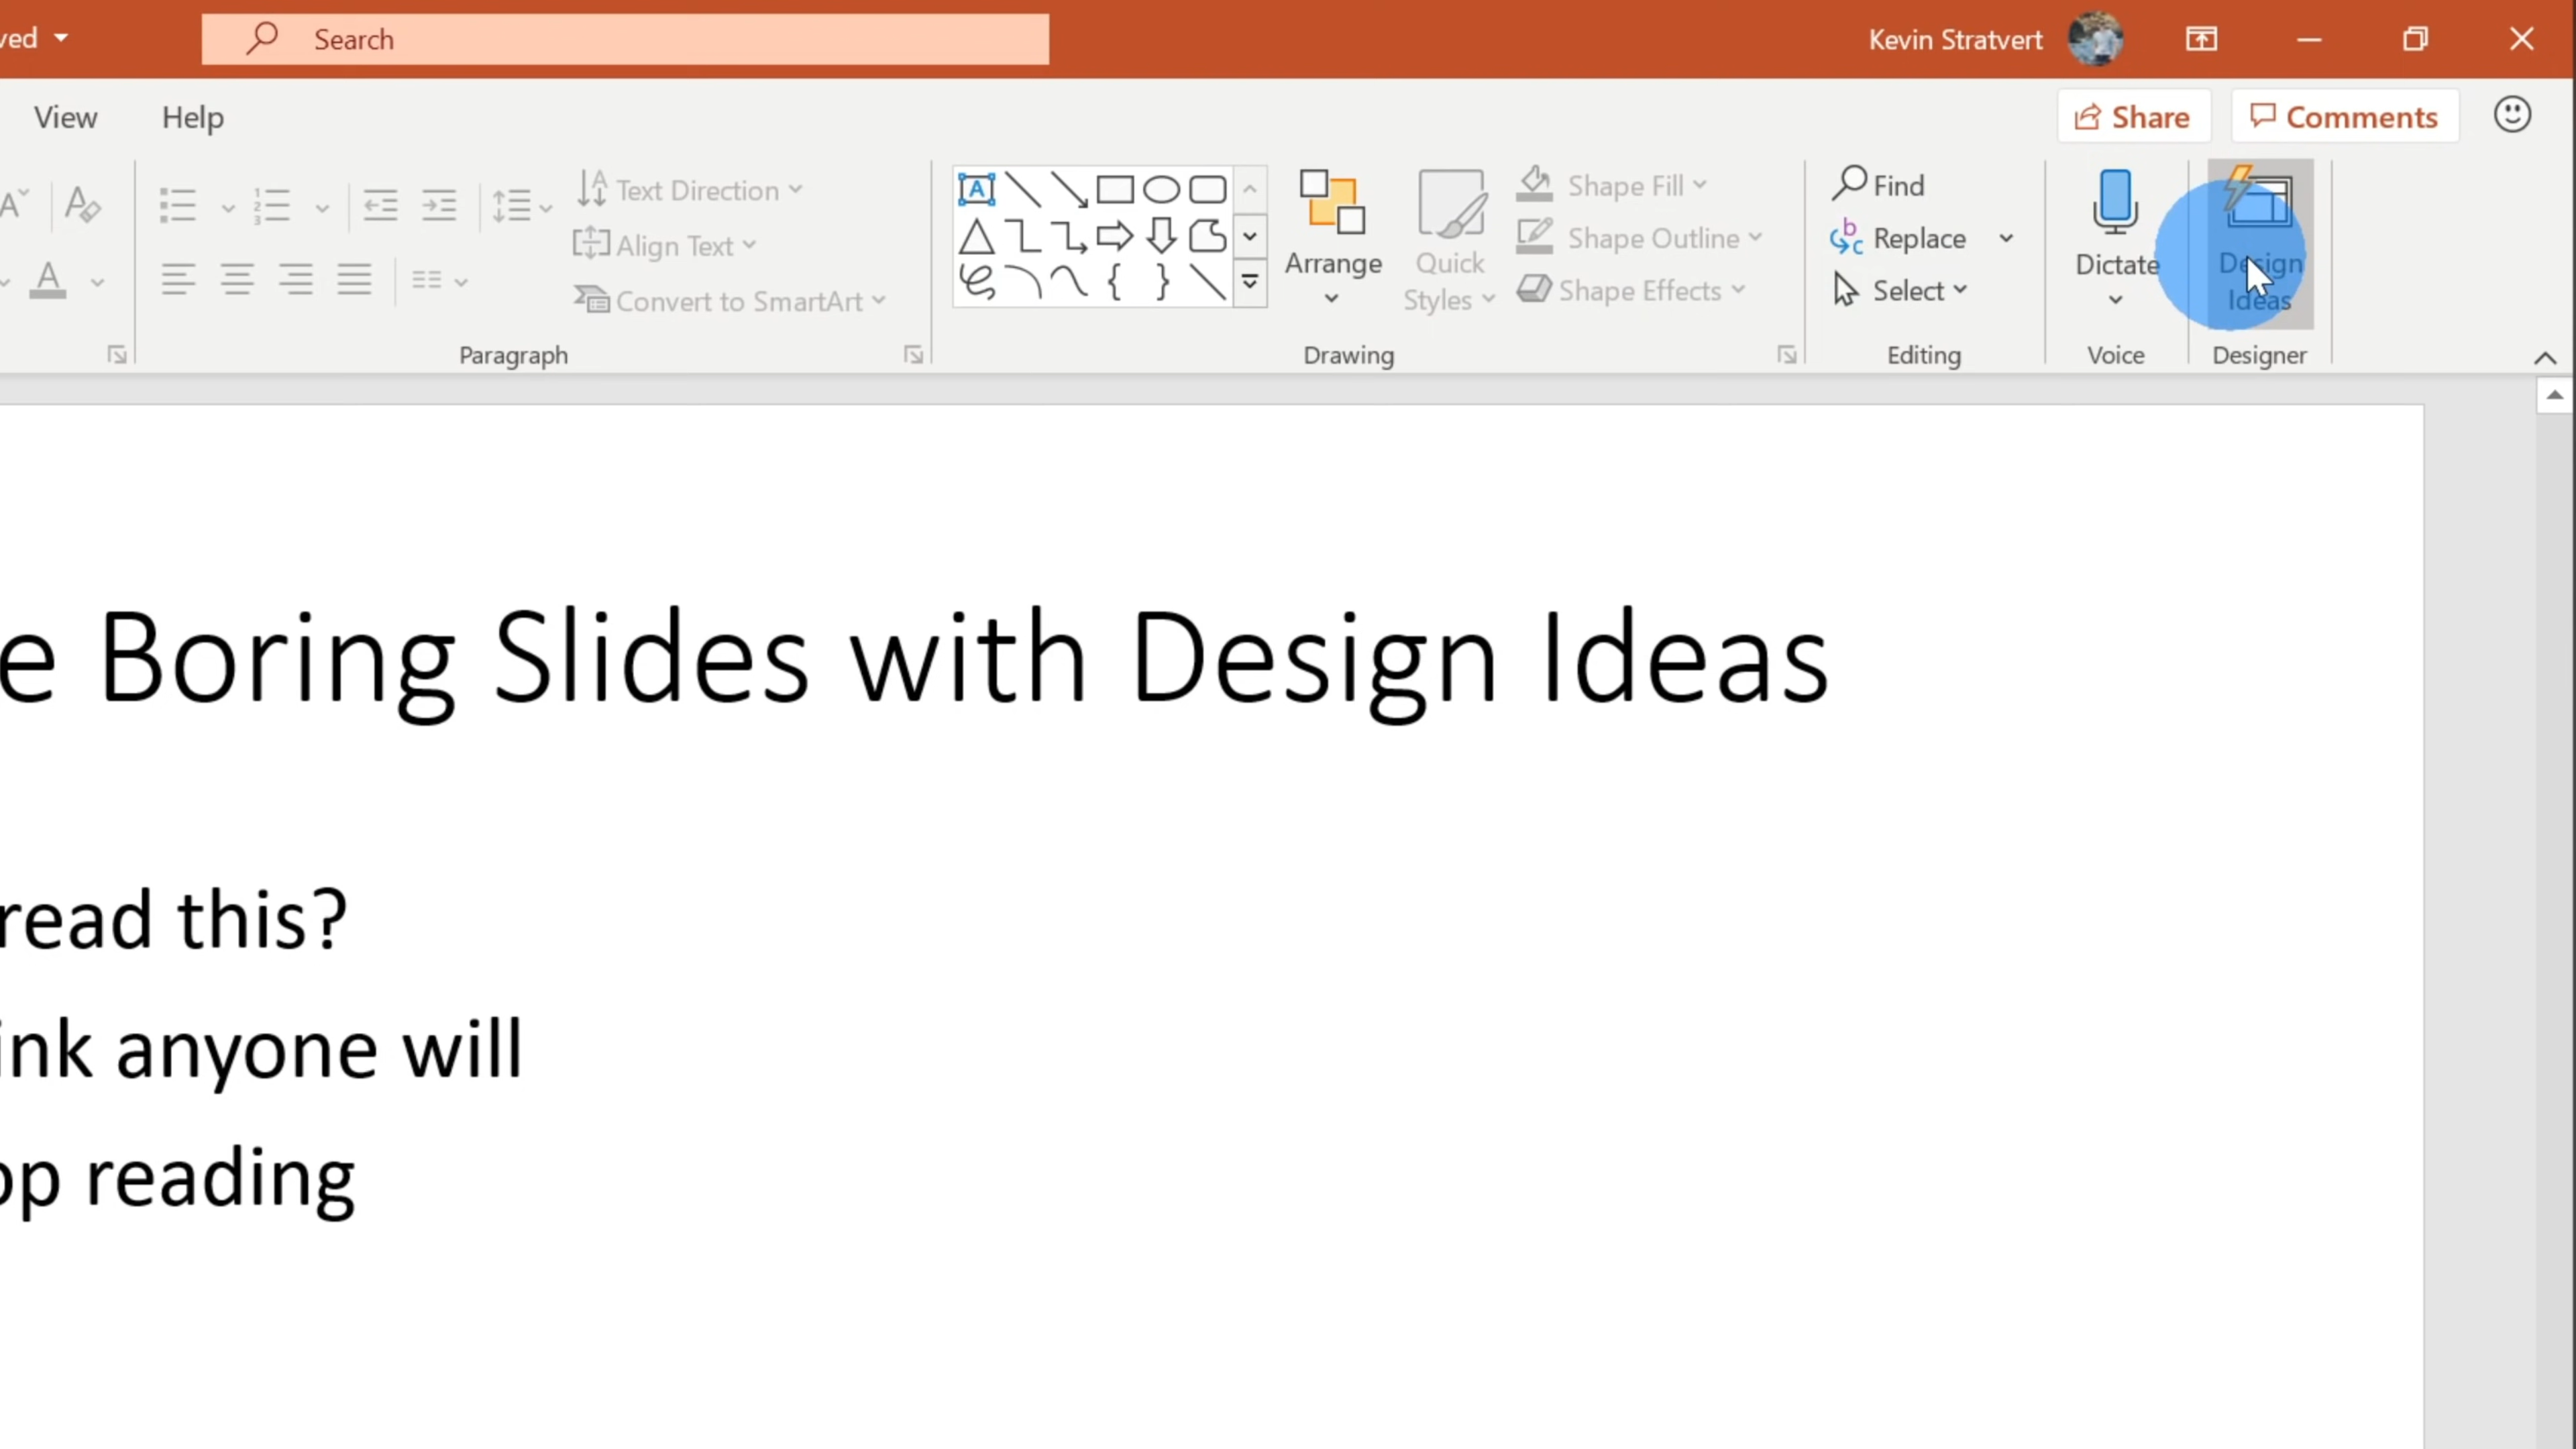 ved
Search
Kevin Stratvert
View
Help
Share
Comments
Text Direction
Align Text
Convert to SmartArt
Paragraph
Arrange
Quick
Styles
Shape Fill
Shape Outline
Shape Effects
Drawing
Find
Replace
Select
Editing
Dictate
Voice
Design
Ideas
Designer
e Boring Slides with Design Ideas
read this?
ink anyone will
op reading